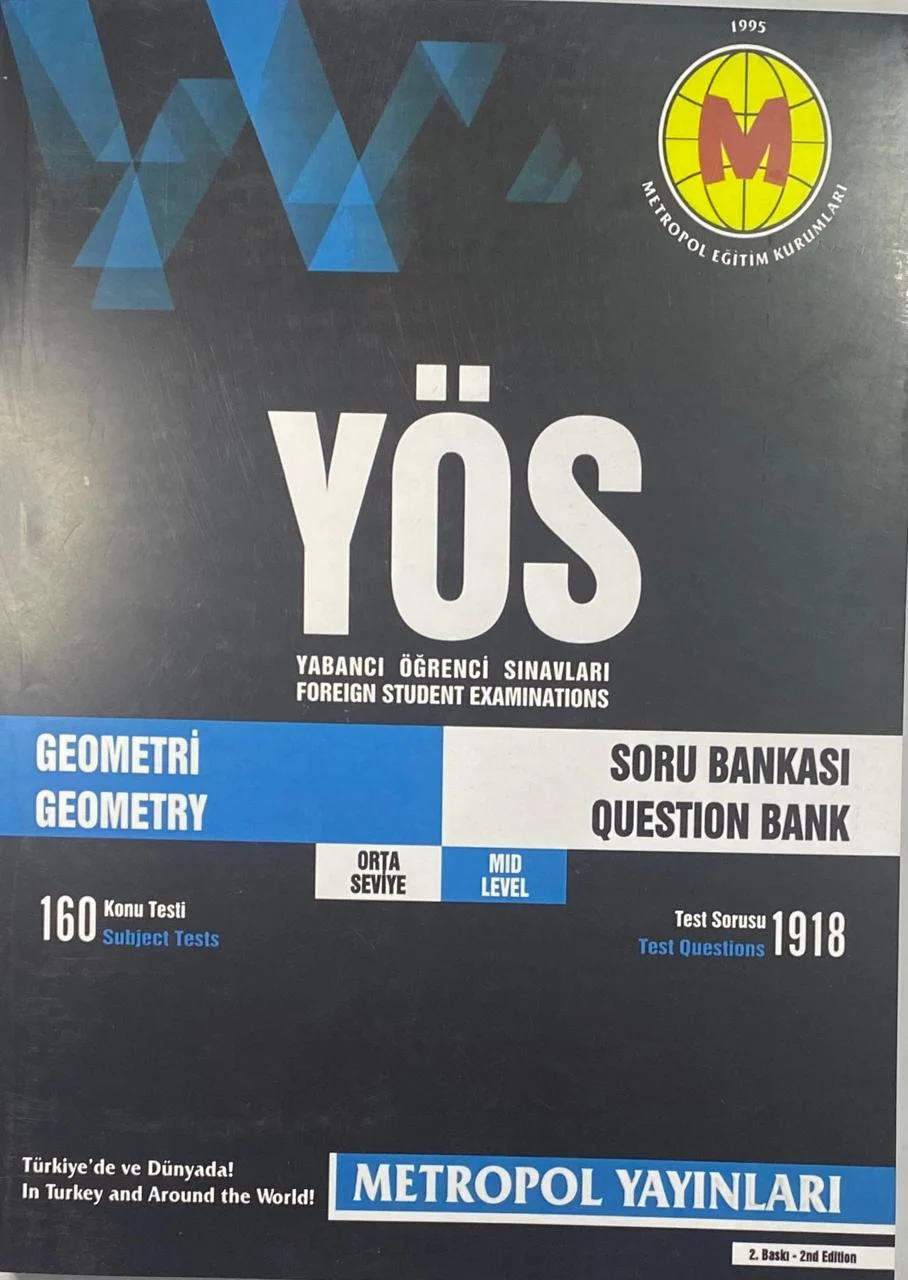 1995
M
METROPOL EĞİTİM KURUMLARI
YÖS
YABANCI ÖĞRENCİ SINAVLARI
FOREIGN STUDENT EXAMINATIONS
GEOMETRİ
GEOMETRY
SORU BANKASI
QUESTION BANK
ORTA
SEVİYE
MID
LEVEL
160 Konu Testi
Subject Tests
Test Sorusu 1918
Test Questions
Türkiye'de ve Dünyada!
In Turkey and Around the World!
METROPOL YAYINLARI
2. Baskı - 2nd Edition